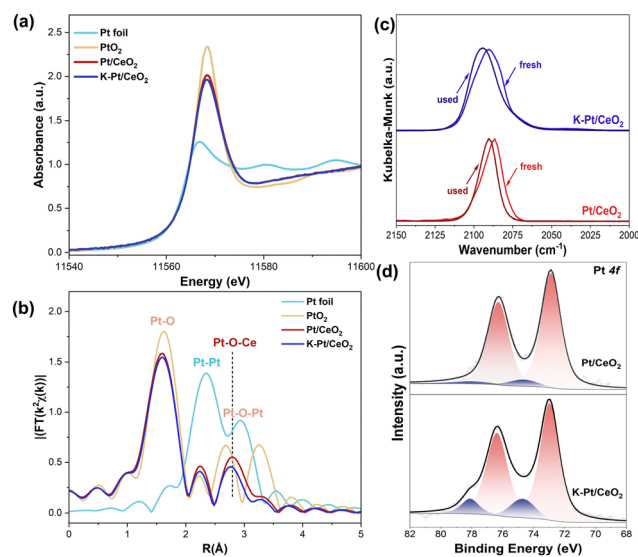 (a)
Pt foil
PtO₂
Pt/CeO₂
K-Pt/CeO₂
2.5
2.0
1.5
1.0
0.5
0.0
Absorbance (a.u.)
11540
11560
11580
11600
Energy (eV)
(b)
Pt foil
PtO₂
Pt/CeO₂
K-Pt/CeO₂
Pt-O
Pt-O-Ce
Pt-Pt
Pt-O-Pt
2.0
1.5
1.0
0.5
0.0
|(FT(k²χ(k))|
0
1
2
3
4
5
R(Å)
(c)
used
fresh
K-Pt/CeO₂
used
fresh
Pt/CeO₂
Kubelka-Munk (a.u.)
2150
2100
2075
2050
2000
Wavenumber (cm⁻¹)
(d)
Pt 4f
Pt/CeO₂
K-Pt/CeO₂
Intensity (a.u.)
82
80
78
76
74
72
70
68
Binding Energy (eV)